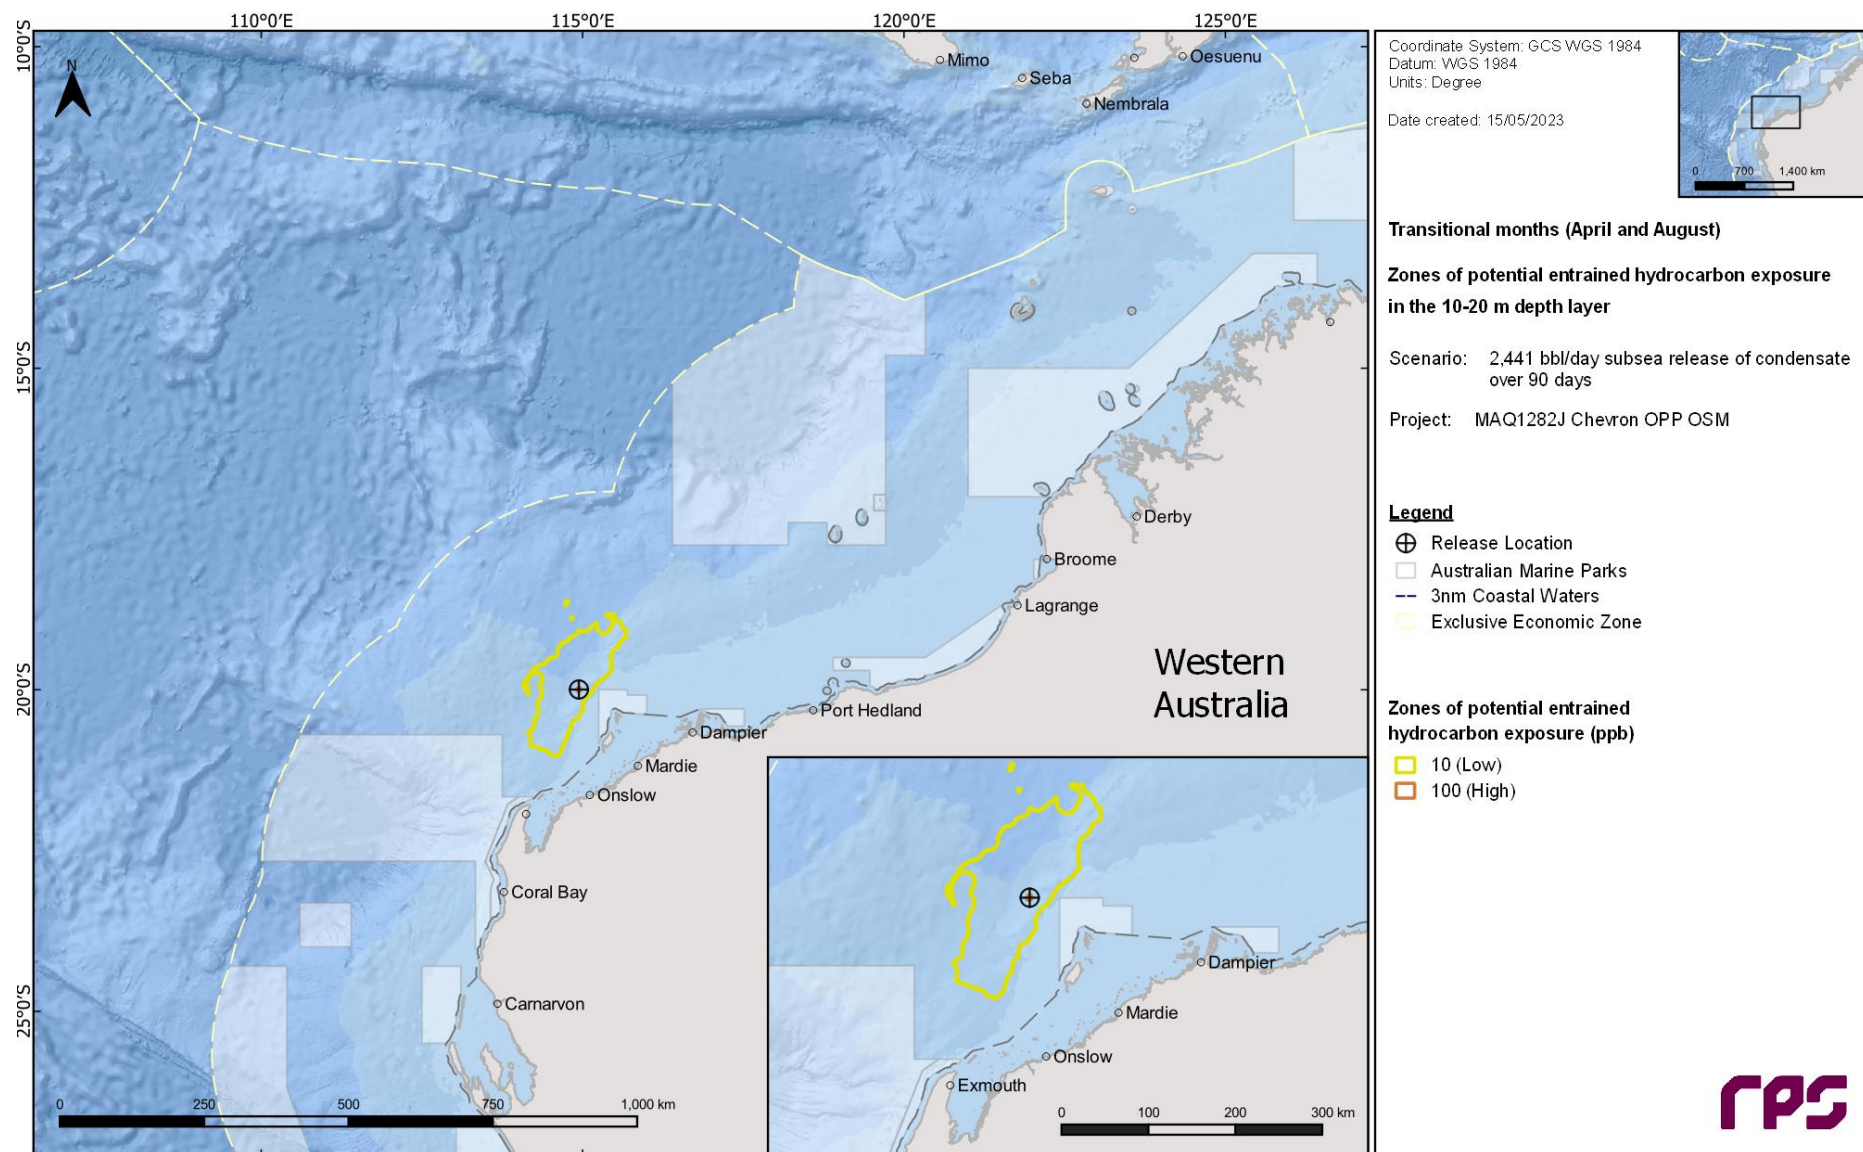 110°0'E 115°0'E 120°0'E 125°0'E
10°0'S
15°0'S
20°0'S
25°0'S
N
Mimo
Seba
Oesuenu
Nembrala
Derby
Broome
Lagrange
Western
Australia
Port Hedland
Dampier
Mardie
Onslow
Coral Bay
Carnarvon
0 250 500 750 1,000 km
Dampier
Mardie
Onslow
Exmouth
0 100 200 300 km
Coordinate System: GCS WGS 1984
Datum: WGS 1984
Units: Degree
Date created: 15/05/2023
0 700 1,400 km
Transitional months (April and August)
Zones of potential entrained hydrocarbon exposure
in the 10-20 m depth layer
Scenario: 2,441 bbl/day subsea release of condensate
over 90 days
Project: MAQ1282J Chevron OPP OSM
Legend
Release Location
Australian Marine Parks
3nm Coastal Waters
Exclusive Economic Zone
Zones of potential entrained
hydrocarbon exposure (ppb)
10 (Low)
100 (High)
rps